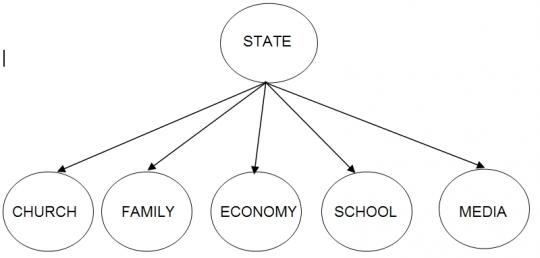 STATE
CHURCH
FAMILY
ECONOMY
SCHOOL
MEDIA